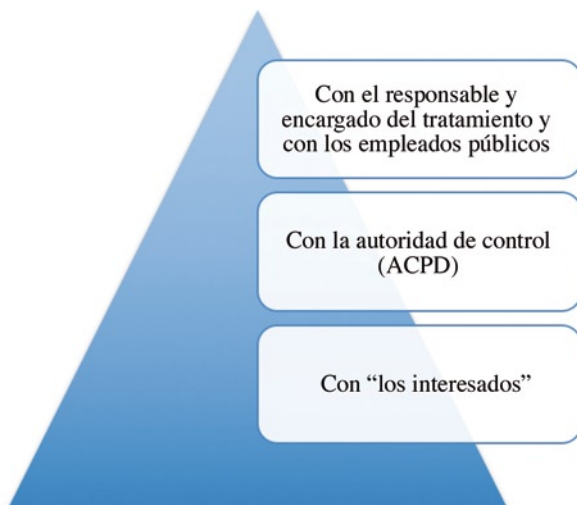 Con el responsable y
encargado del tratamiento y
con los empleados públicos
Con la autoridad de control
(ACPD)
Con “los interesados”